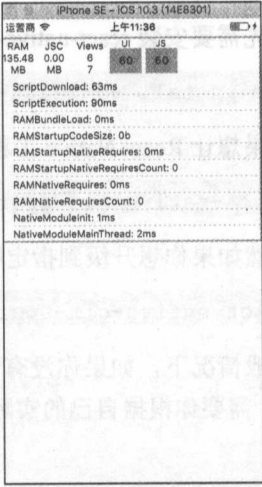 iPhone SE – iOS 10.3 (14E8301)
运营商 上午11:36
RAM JSC Views UI JS
135.48 0.00 6 60 60
MB MB 7
ScriptDownload: 63ms
ScriptExecution: 90ms
RAMBundleLoad: 0ms
RAMStartupCodeSize: 0b
RAMStartupNativeRequires: 0ms
RAMStartupNativeRequiresCount: 0
RAMNativeRequires: 0ms
RAMNativeRequiresCount: 0
NativeModuleInit: 1ms
NativeModuleMainThread: 2ms